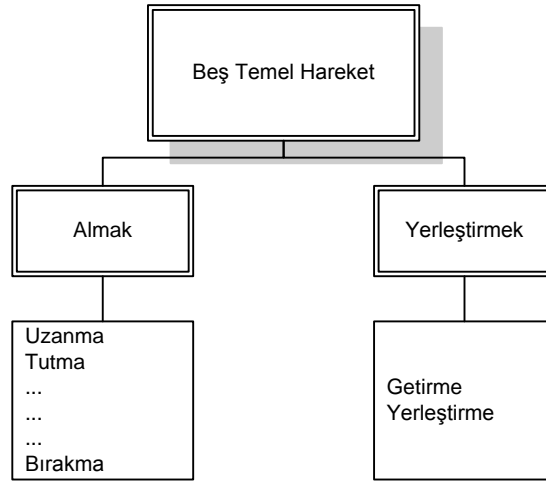 Beş Temel Hareket
Almak
Yerleştirmek
Uzanma
Tutma
...
...
...
Bırakma
Getirme
Yerleştirme